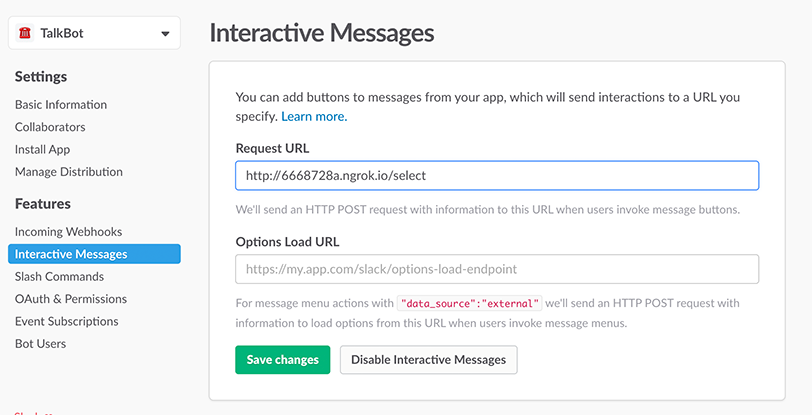 TalkBot
Settings
Basic Information
Collaborators
Install App
Manage Distribution
Features
Incoming Webhooks
Interactive Messages
Slash Commands
OAuth & Permissions
Event Subscriptions
Bot Users
Interactive Messages
You can add buttons to messages from your app, which will send interactions to a URL you
specify. Learn more.
Request URL
http://6668728a.ngrok.io/select
We'll send an HTTP POST request with information to this URL when users invoke message buttons.
Options Load URL
https://my.app.com/slack/options-load-endpoint
For message menu actions with "data_source":"external" we'll send an HTTP POST request with
information to load options from this URL when users invoke message menus.
Save changes
Disable Interactive Messages